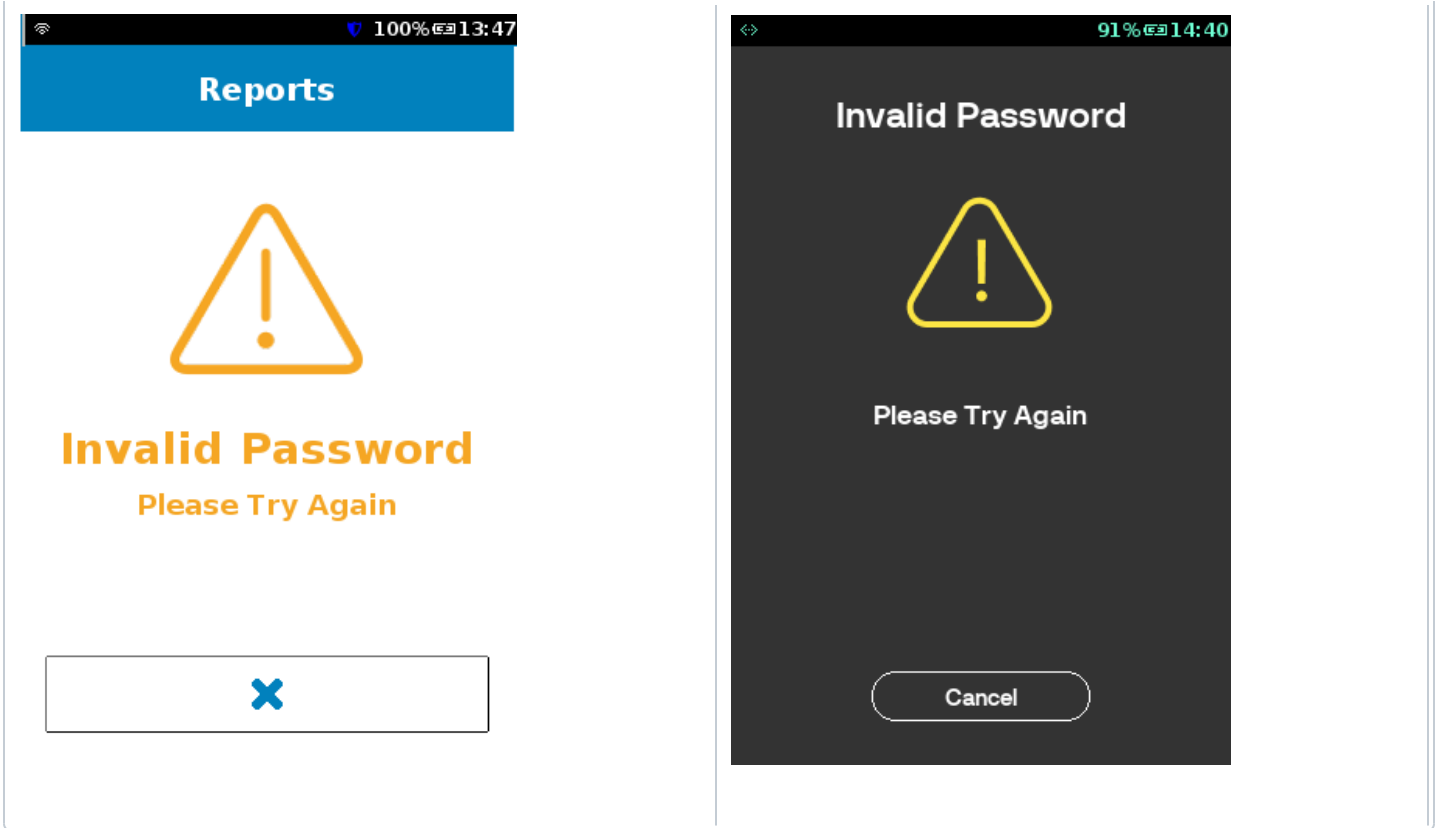 100% 13:47
Reports
Invalid Password
Please Try Again
91% 14:40
Invalid Password
Please Try Again
Cancel